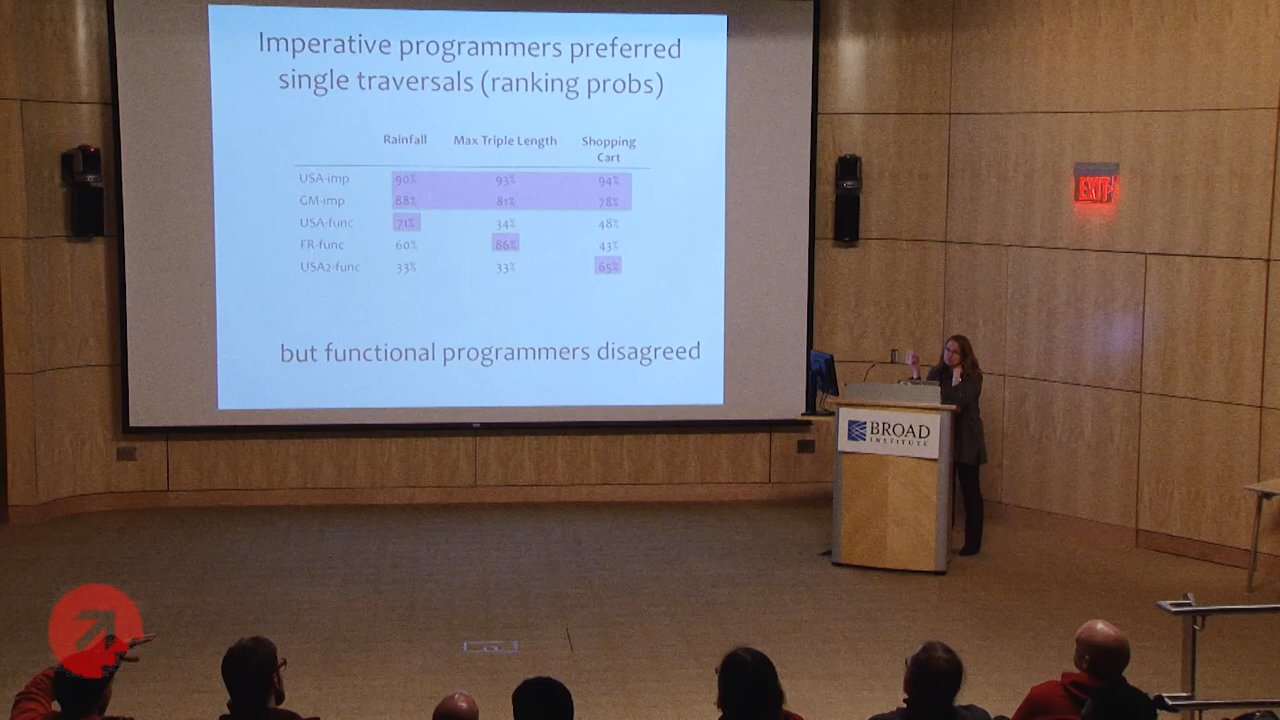 Imperative programmers preferred
single traversals (ranking probs)
Rainfall Max Triple Length Shopping
Cart
USA-imp 90% 93% 94%
GM-imp 88% 81% 78%
USA-func 71% 34% 48%
FR-func 60% 86% 43%
USA2-func 33% 33% 65%
but functional programmers disagreed
EXIT
BROAD
INSTITUTE